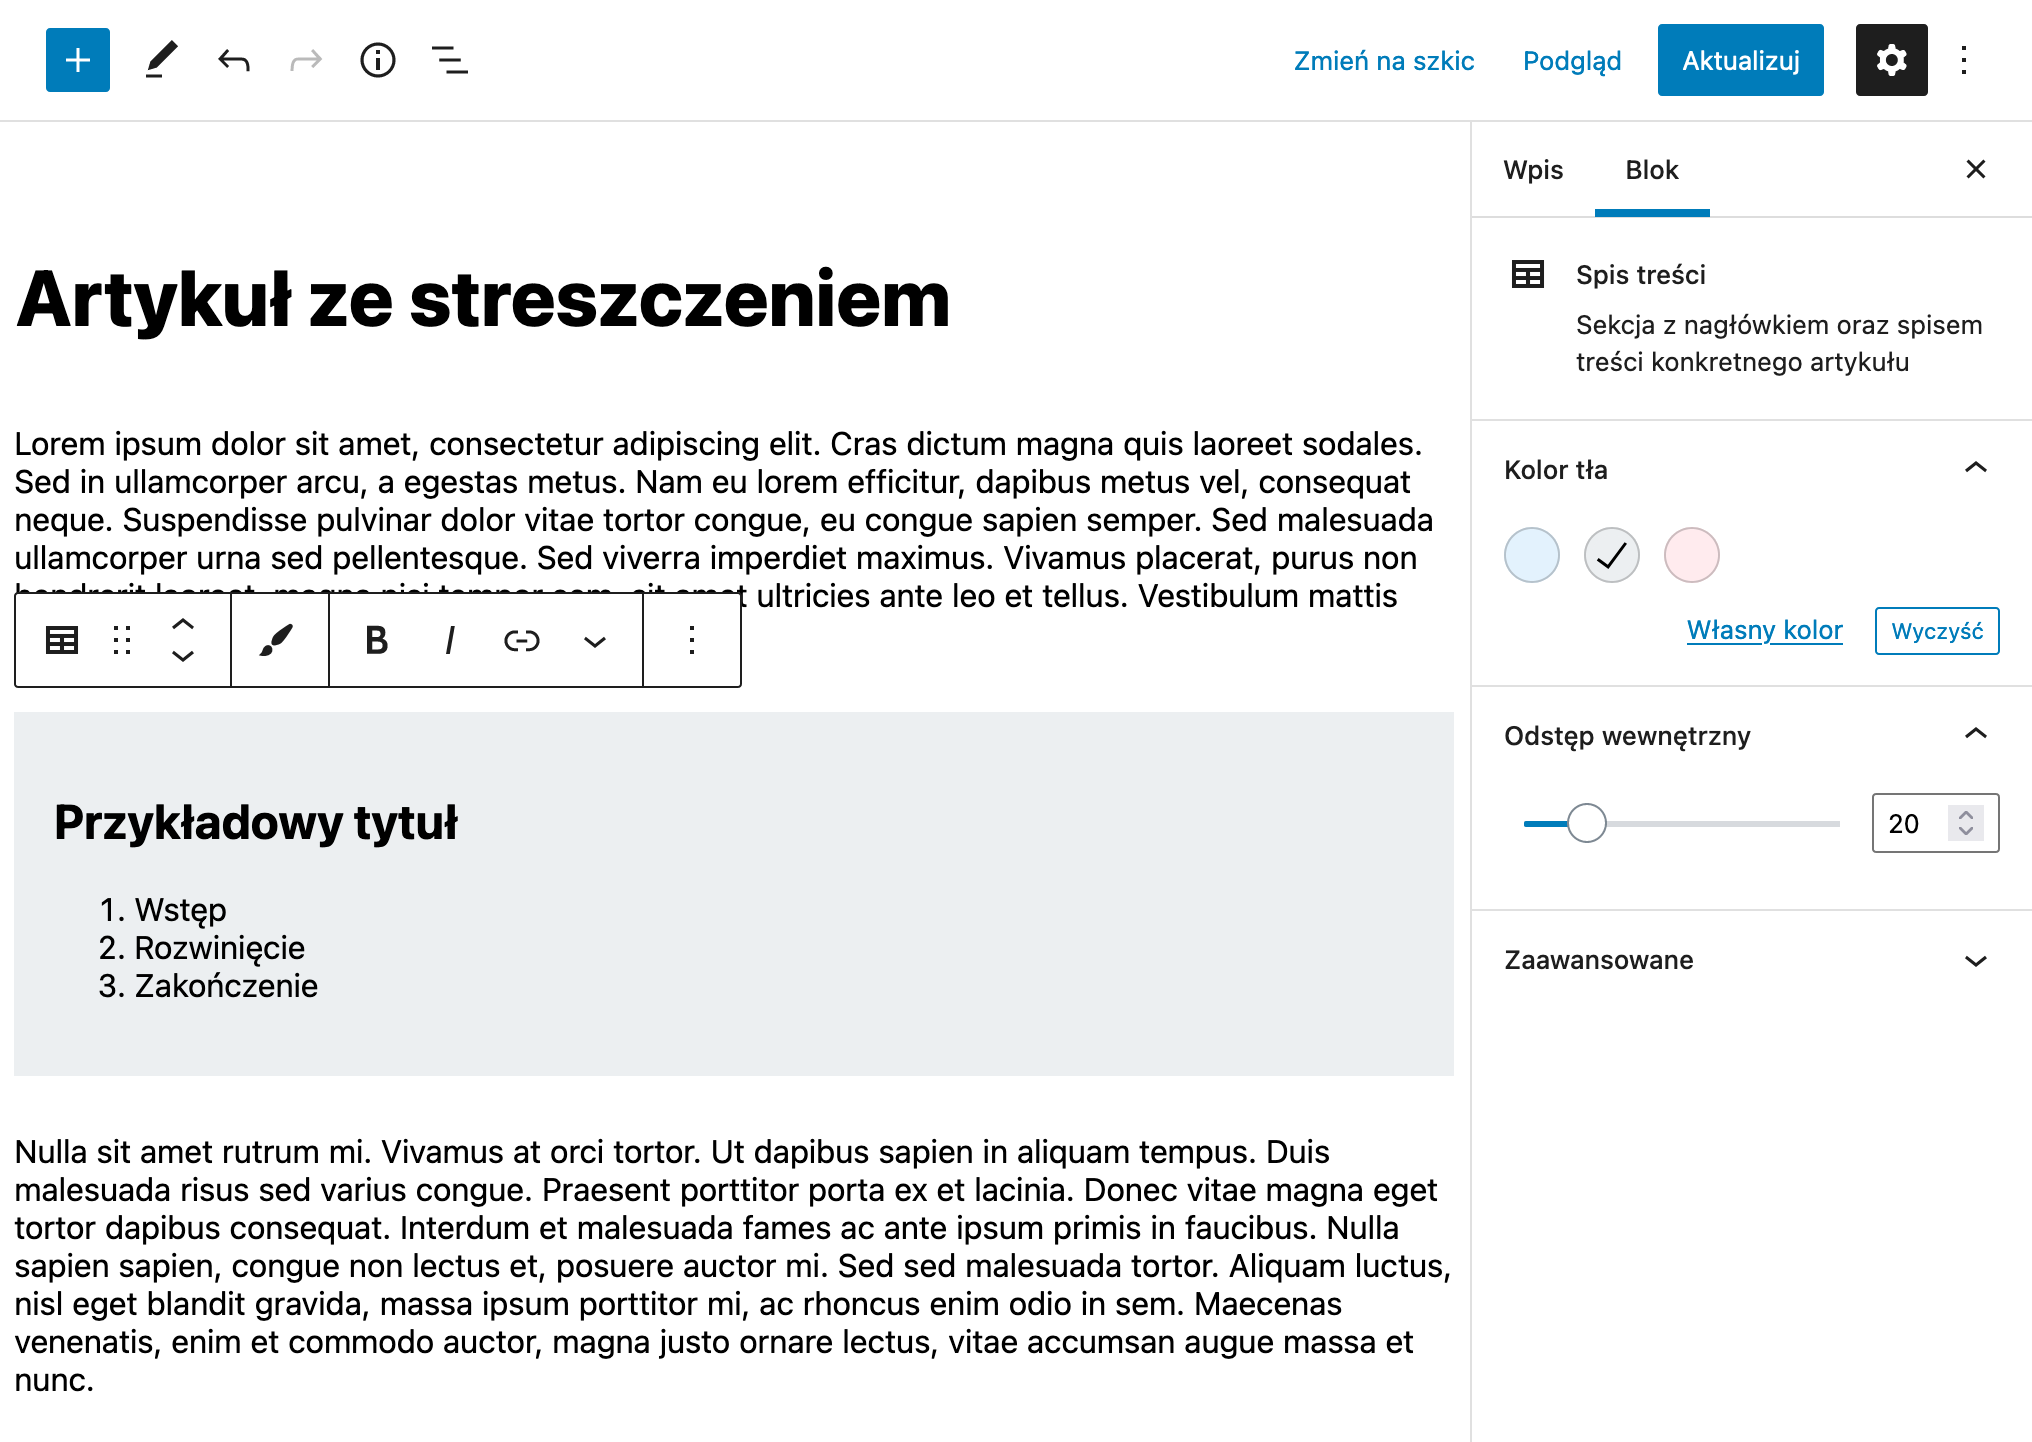 Zmień na szkic Podgląd Aktualizuj
Wpis Blok
Artykuł ze streszczeniem
Lorem ipsum dolor sit amet, consectetur adipiscing elit. Cras dictum magna quis laoreet sodales.
Sed in ullamcorper arcu, a egestas metus. Nam eu lorem efficitur, dapibus metus vel, consequat
neque. Suspendisse pulvinar dolor vitae tortor congue, eu congue sapien semper. Sed malesuada
ullamcorper urna sed pellentesque. Sed viverra imperdiet maximus. Vivamus placerat, purus non
ultricies ante leo et tellus. Vestibulum mattis
B I
Przykładowy tytuł
1. Wstęp
2. Rozwinięcie
3. Zakończenie
Nulla sit amet rutrum mi. Vivamus at orci tortor. Ut dapibus sapien in aliquam tempus. Duis
malesuada risus sed varius congue. Praesent porttitor porta ex et lacinia. Donec vitae magna eget
tortor dapibus consequat. Interdum et malesuada fames ac ante ipsum primis in faucibus. Nulla
sapien sapien, congue non lectus et, posuere auctor mi. Sed sed malesuada tortor. Aliquam luctus,
nisl eget blandit gravida, massa ipsum porttitor mi, ac rhoncus enim odio in sem. Maecenas
venenatis, enim et commodo auctor, magna justo ornare lectus, vitae accumsan augue massa et
nunc.
Spis treści
Sekcja z nagłówkiem oraz spisem
treści konkretnego artykułu
Kolor tła
Własny kolor Wyczyść
Odstęp wewnętrzny
20
Zaawansowane